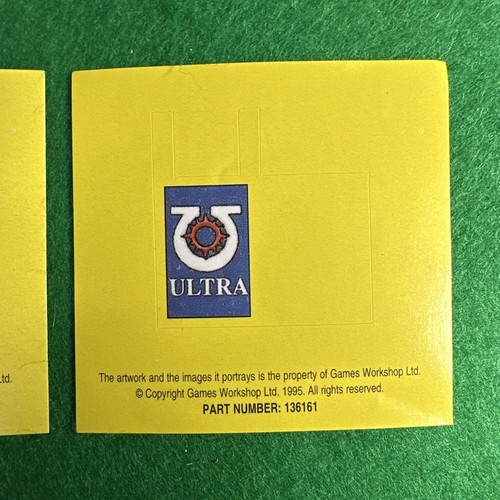 ULTRA
td.
The artwork and the images it portrays is the property of Games Workshop Ltd.
© Copyright Games Workshop Ltd. 1995. All rights reserved.
PART NUMBER: 136161